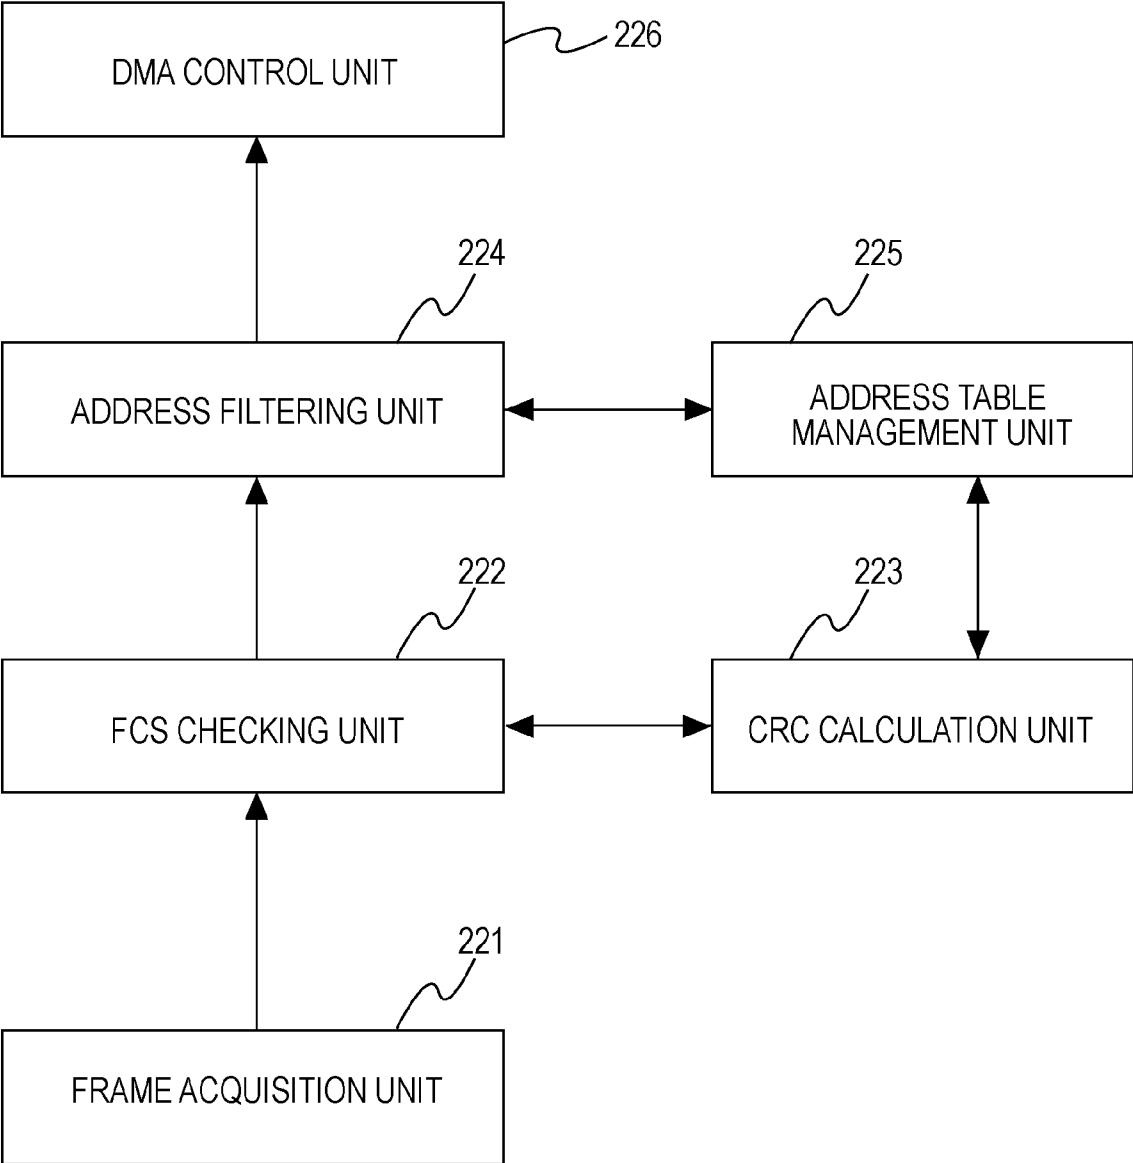 226
DMA CONTROL UNIT
224
225
ADDRESS FILTERING UNIT
ADDRESS TABLE
MANAGEMENT UNIT
222
223
FCS CHECKING UNIT
CRC CALCULATION UNIT
221
FRAME ACQUISITION UNIT